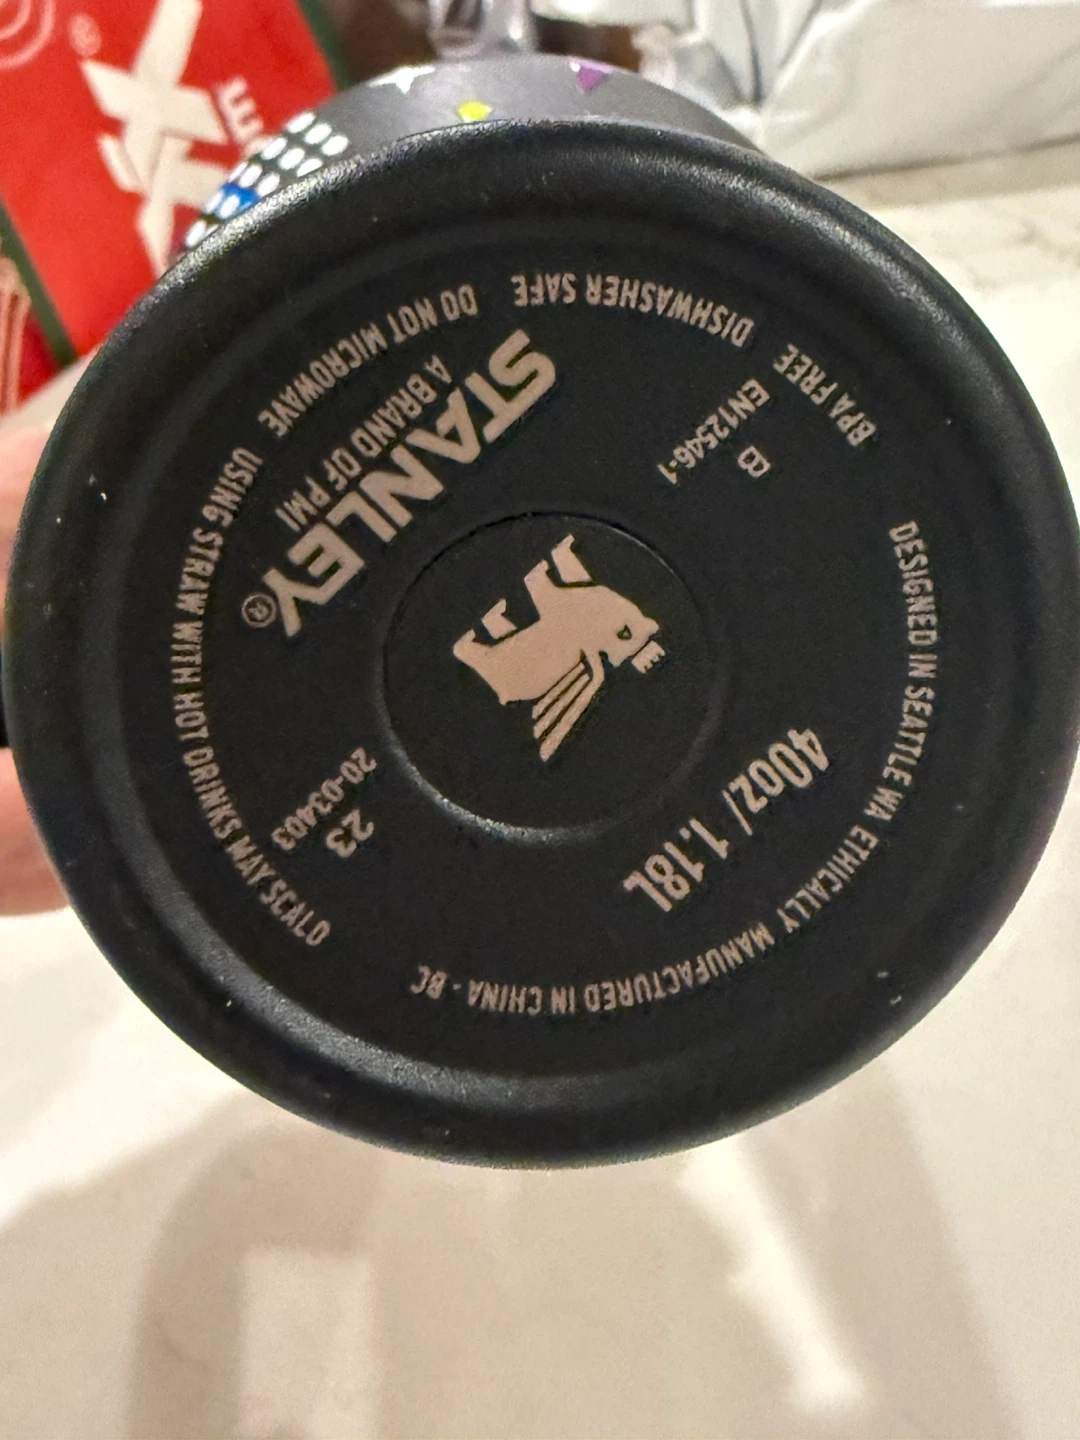 DISHWASHER SAFE
DO NOT MICROWAVE
USING STRAW WITH HOT DRINKS MAY SCALD
STANLEY®
A BRAND OF PMI
BPA FREE
EN12546-1
B
23
20-03403
40oz/ 1.18L
DESIGNED IN SEATTLE WA ETHICALLY MANUFACTURED IN CHINA - BC